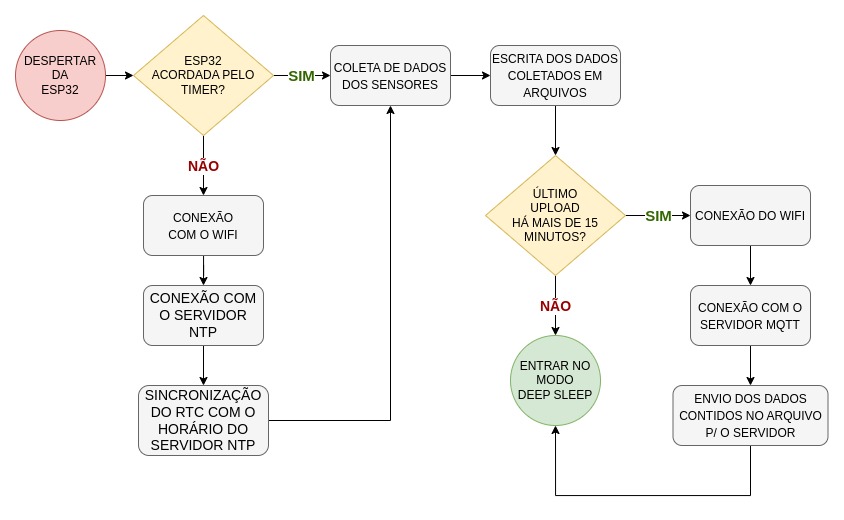 DESPERTAR
DA
ESP32
ESP32
ACORDADA PELO
TIMER?
SIM
COLETA DE DADOS
DOS SENSORES
ESCRITA DOS DADOS
COLETADOS EM
ARQUIVOS
NÃO
CONEXÃO
COM O WIFI
CONEXÃO COM
O SERVIDOR
NTP
SINCRONIZAÇÃO
DO RTC COM O
HORÁRIO DO
SERVIDOR NTP
ÚLTIMO
UPLOAD
HÁ MAIS DE 15
MINUTOS?
SIM
CONEXÃO DO WIFI
NÃO
CONEXÃO COM O
SERVIDOR MQTT
ENTRAR NO
MODO
DEEP SLEEP
ENVIO DOS DADOS
CONTIDOS NO ARQUIVO
P/ O SERVIDOR